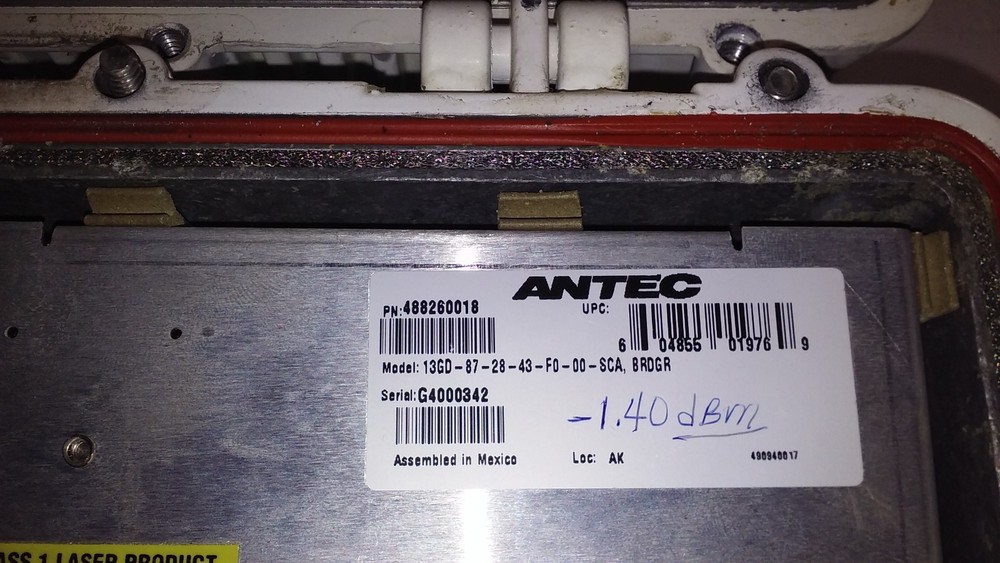 ANTEC
PN:488260018
UPC:
6 04855 01976 9
Model: 13GD-87-28-43-F0-00-SCA, BRDGR
Serial:G4000342
-1.40 dBm
Assembled in Mexico Loc: AK 490940017
ASS 1 LASER PRODUCT